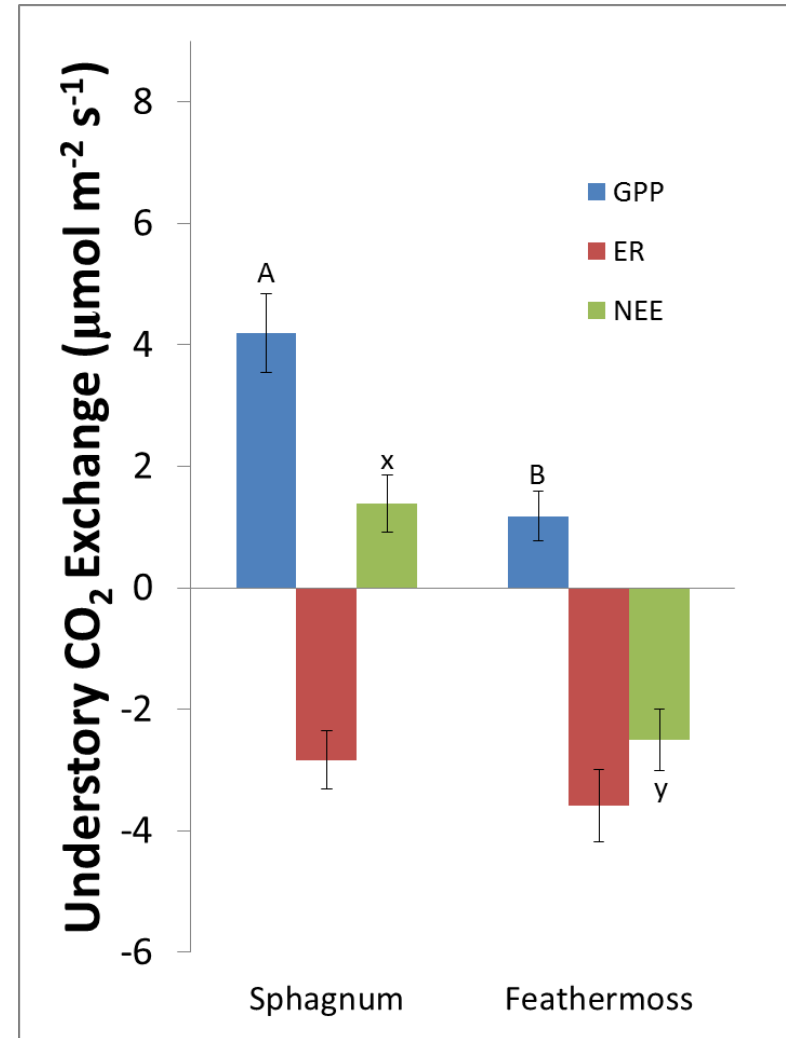 Understory CO₂ Exchange (μmol m⁻² s⁻¹)
8
6
4
2
0
-2
-4
-6
GPP
ER
NEE
A
x
B
y
Sphagnum
Feathermoss